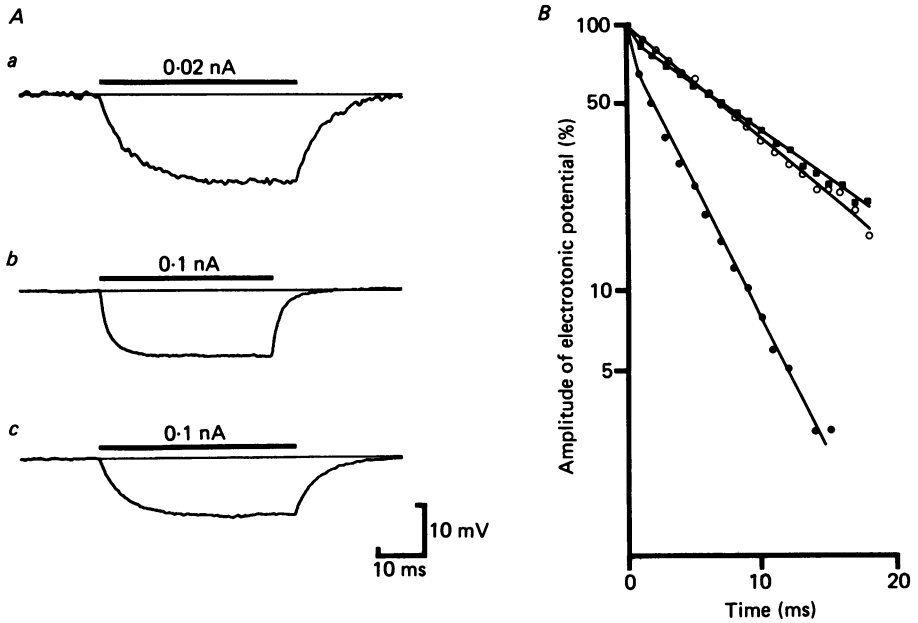 A
a
0·02 nA
b
0·1 nA
c
0·1 nA
10 mV
10 ms
B
Amplitude of electrotonic potential (%)
100
50
10
5
0
10
20
Time (ms)